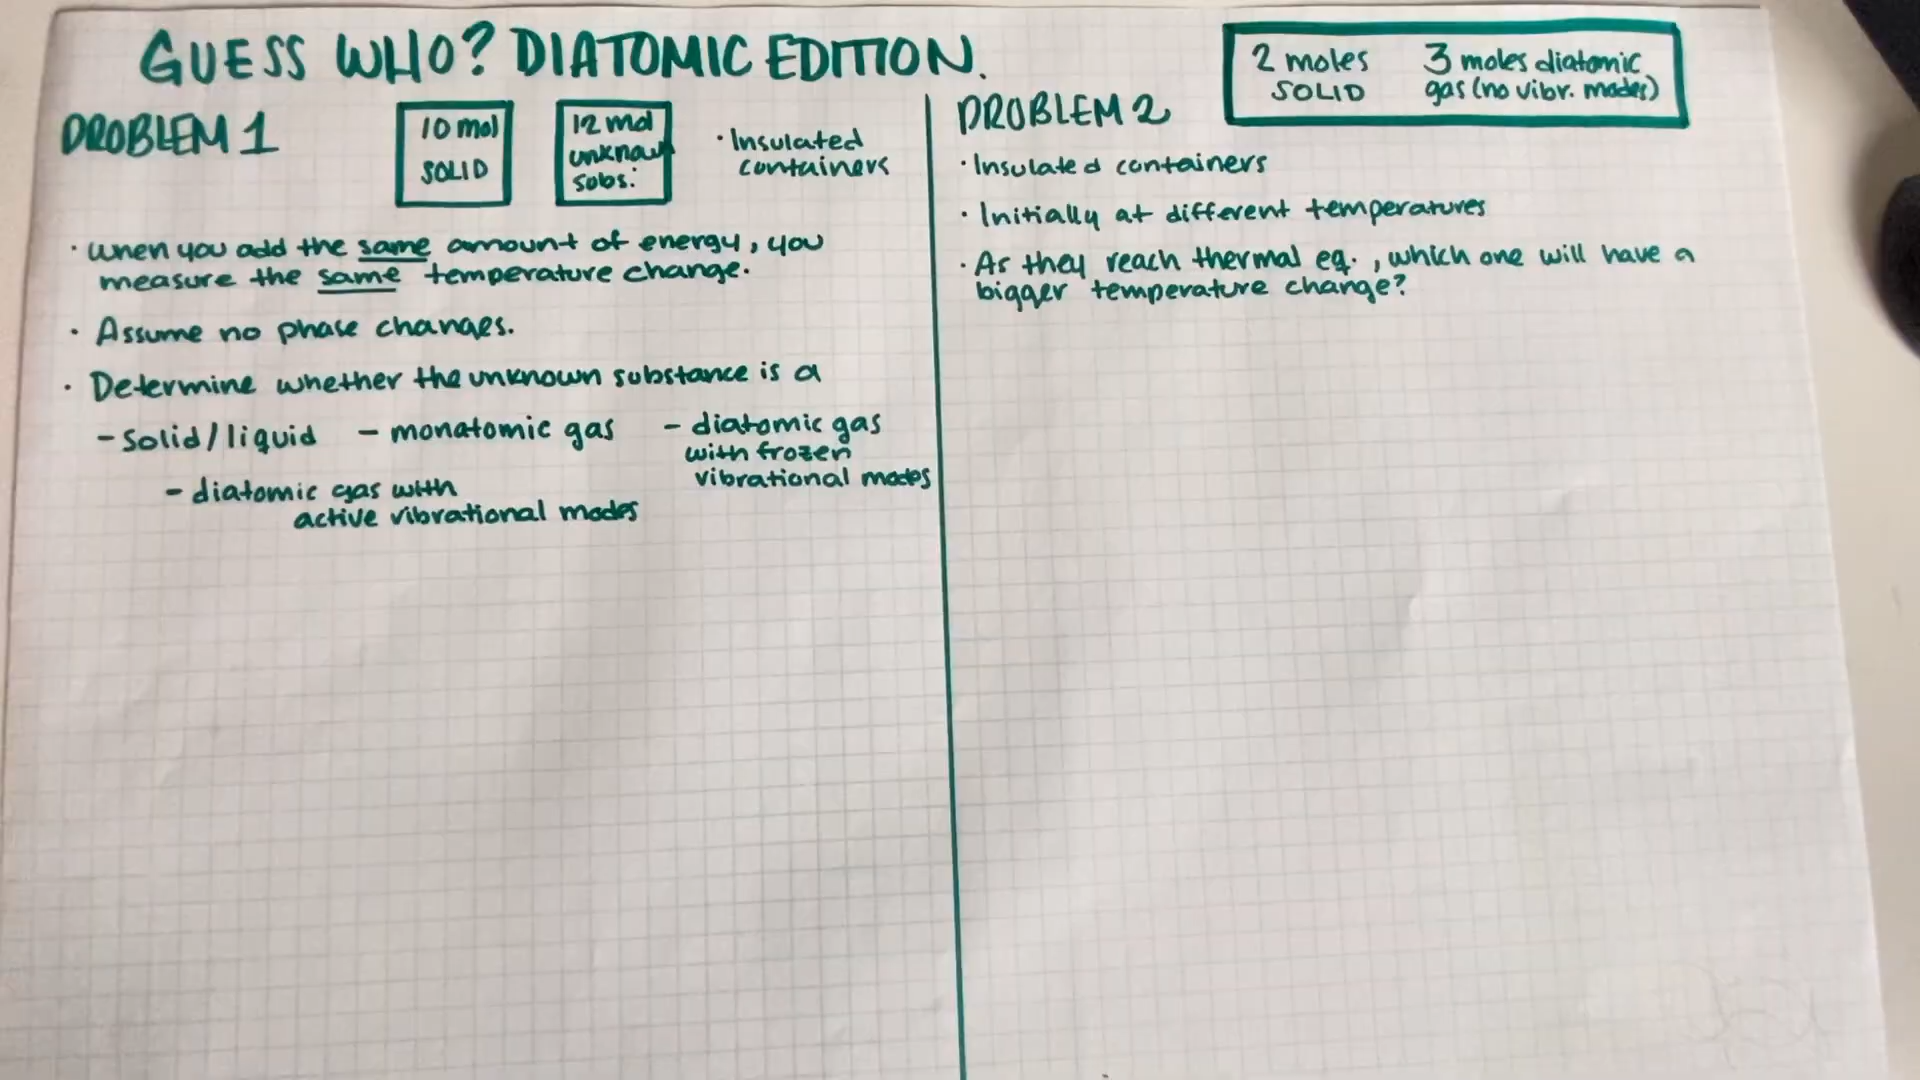 GUESS WHO? DIATOMIC EDITION.
PROBLEM 1
10 mol
SOLID
12 mol
unknown
subs.
• Insulated
containers
• When you add the same amount of energy, you
measure the same temperature change.
• Assume no phase changes.
• Determine whether the unknown substance is a
- solid/liquid - monatomic gas - diatomic gas
with frozen
vibrational modes
- diatomic gas with
active vibrational modes
PROBLEM 2
2 moles 3 moles diatomic
SOLID gas (no vibr. modes)
• Insulated containers
• Initially at different temperatures
• As they reach thermal eq., which one will have a
bigger temperature change?